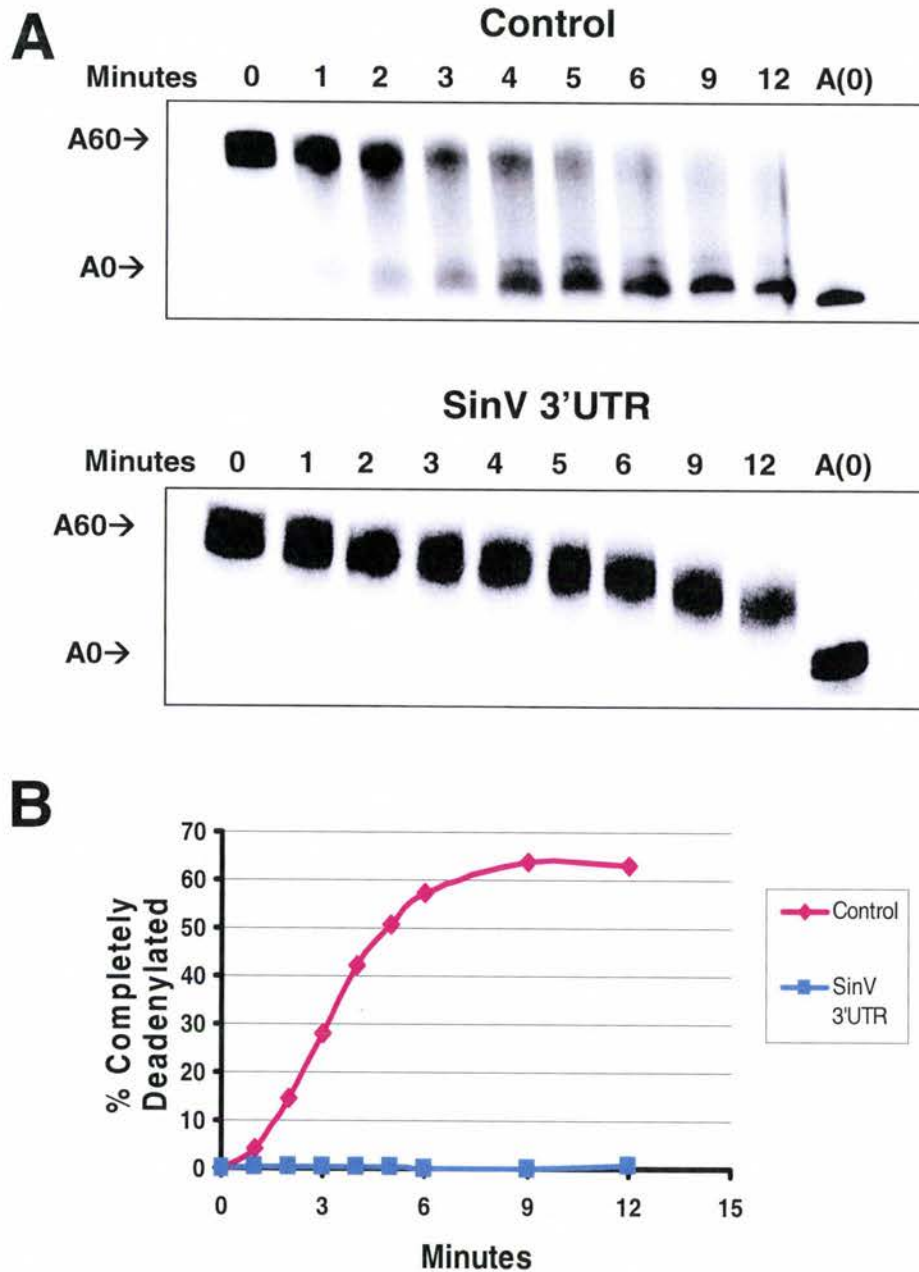 A
Control
Minutes 0 1 2 3 4 5 6 9 12 A(0)
A60→
A0→
SinV 3'UTR
Minutes 0 1 2 3 4 5 6 9 12 A(0)
A60→
A0→
B
% Completely
Deadenylated
70
60
50
40
30
20
10
0
0 3 6 9 12 15
Minutes
Control
SinV
3'UTR